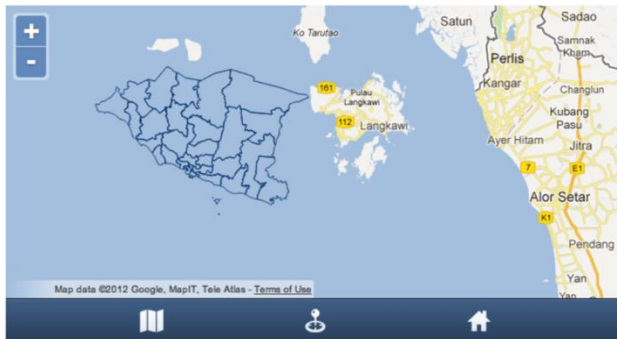 +
-
Ko Tarutao
Satun
Sadao
Samnak
Kham
Perlis
Kangar
Changlun
161
Pulau
Langkawi
112
Langkawi
Kubang
Pasu
Ayer Hitam
Jitra
7
E1
Alor Setar
K1
Pendang
Yan
Yan
Map data ©2012 Google, MapIT, Tele Atlas - Terms of Use